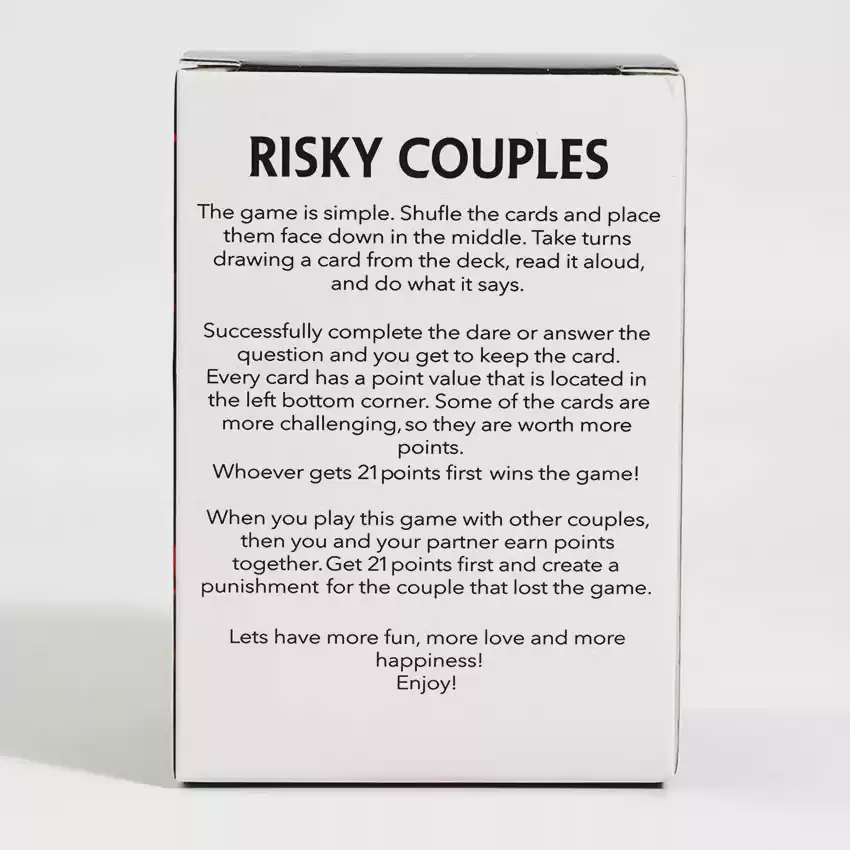 RISKY COUPLES
The game is simple. Shufle the cards and place
them face down in the middle. Take turns
drawing a card from the deck, read it aloud,
and do what it says.
Successfully complete the dare or answer the
question and you get to keep the card.
Every card has a point value that is located in
the left bottom corner. Some of the cards are
more challenging, so they are worth more
points.
Whoever gets 21 points first wins the game!
When you play this game with other couples,
then you and your partner earn points
together. Get 21 points first and create a
punishment for the couple that lost the game.
Lets have more fun, more love and more
happiness!
Enjoy!